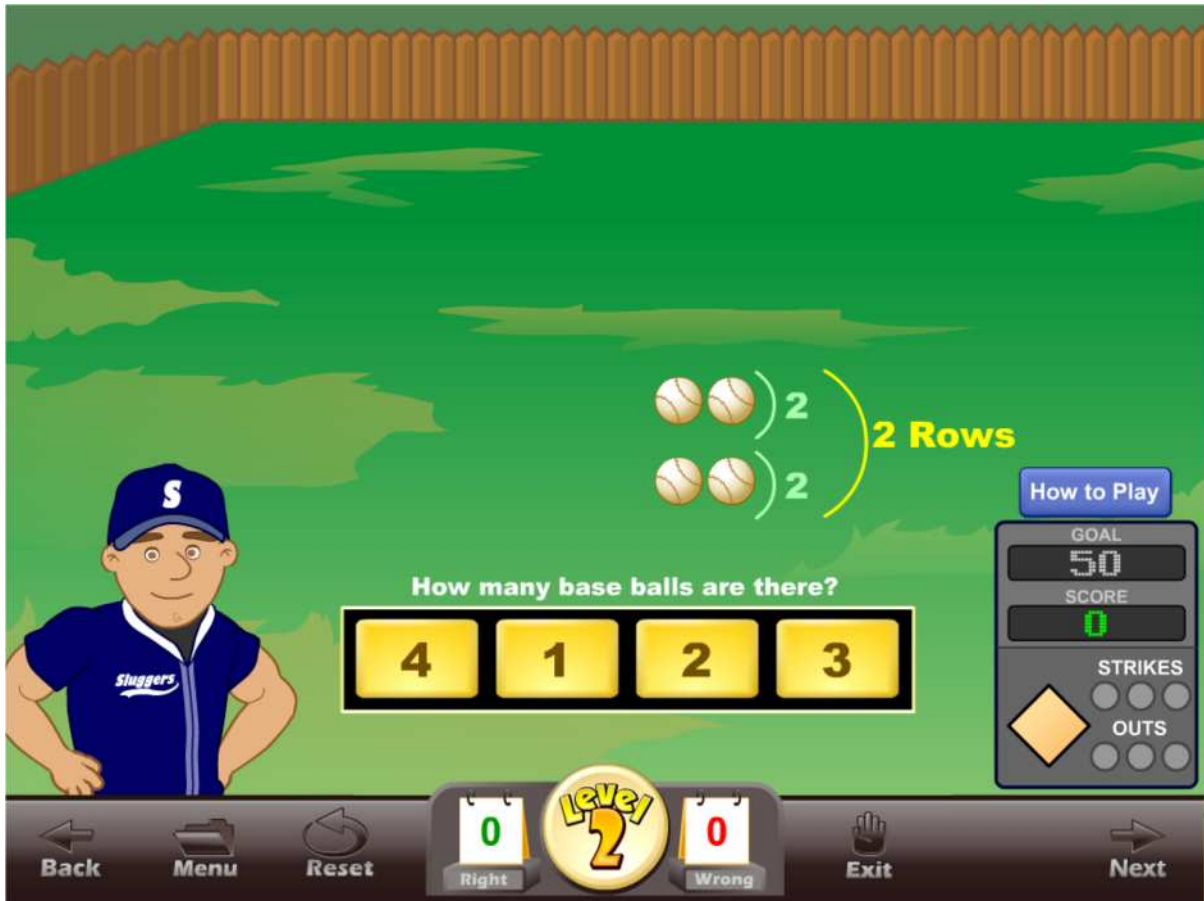 2
2 Rows
2
How to Play
GOAL
50
SCORE
0
STRIKES
OUTS
S
Sluggers
How many base balls are there?
4 1 2 3
Back
Menu
Reset
0
Right
Level
2
0
Wrong
Exit
Next